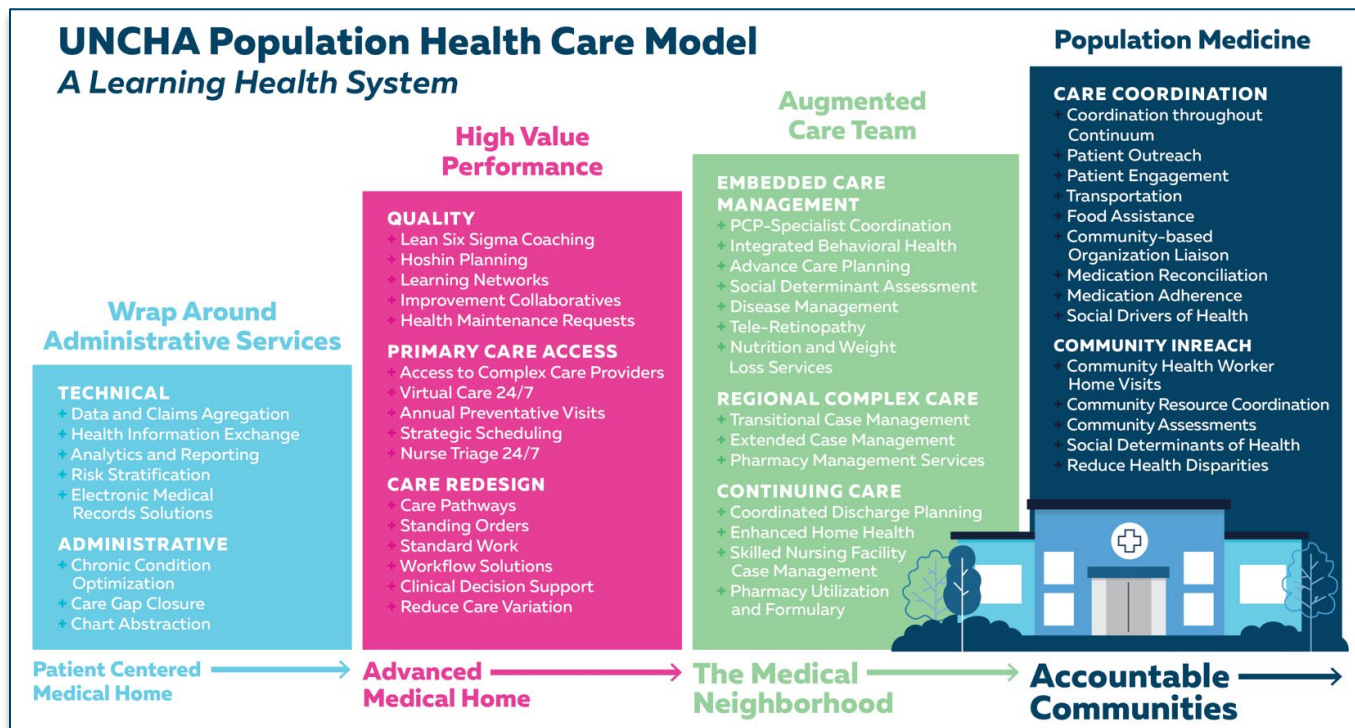 UNCHA Population Health Care Model
A Learning Health System
Wrap Around
Administrative Services
TECHNICAL
+ Data and Claims Agregation
+ Health Information Exchange
+ Analytics and Reporting
+ Risk Stratification
+ Electronic Medical
Records Solutions
ADMINISTRATIVE
+ Chronic Condition
Optimization
+ Care Gap Closure
+ Chart Abstraction
Patient Centered
Medical Home
High Value
Performance
QUALITY
+ Lean Six Sigma Coaching
+ Hoshin Planning
+ Learning Networks
+ Improvement Collaboratives
+ Health Maintenance Requests
PRIMARY CARE ACCESS
+ Access to Complex Care Providers
+ Virtual Care 24/7
+ Annual Preventative Visits
+ Strategic Scheduling
+ Nurse Triage 24/7
CARE REDESIGN
+ Care Pathways
+ Standing Orders
+ Standard Work
+ Workflow Solutions
+ Clinical Decision Support
+ Reduce Care Variation
Advanced
Medical Home
Augmented
Care Team
EMBEDDED CARE
MANAGEMENT
+ PCP-Specialist Coordination
+ Integrated Behavioral Health
+ Advance Care Planning
+ Social Determinant Assessment
+ Disease Management
+ Tele-Retinopathy
+ Nutrition and Weight
Loss Services
REGIONAL COMPLEX CARE
+ Transitional Case Management
+ Extended Case Management
+ Pharmacy Management Services
CONTINUING CARE
+ Coordinated Discharge Planning
+ Enhanced Home Health
+ Skilled Nursing Facility
Case Management
+ Pharmacy Utilization
and Formulary
The Medical
Neighborhood
Population Medicine
CARE COORDINATION
+ Coordination throughout
Continuum
+ Patient Outreach
+ Patient Engagement
+ Transportation
+ Food Assistance
+ Community-based
Organization Liaison
+ Medication Reconciliation
+ Medication Adherence
+ Social Drivers of Health
COMMUNITY INREACH
+ Community Health Worker
Home Visits
+ Community Resource Coordination
+ Community Assessments
+ Social Determinants of Health
+ Reduce Health Disparities
Accountable
Communities